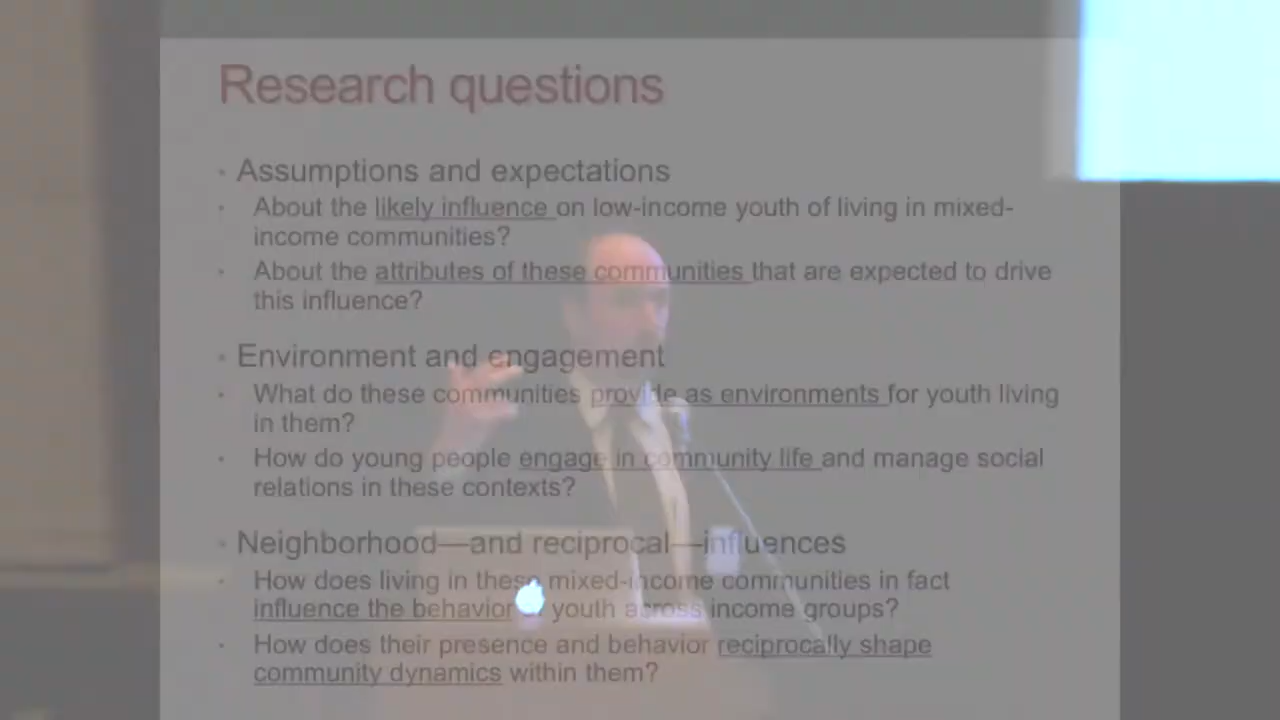 Research questions
• Assumptions and expectations
• About the likely influence on low-income youth of living in mixed-
income communities?
• About the attributes of these communities that are expected to drive
this influence?
• Environment and engagement
• What do these communities provide as environments for youth living
in them?
• How do young people engage in community life and manage social
relations in these contexts?
• Neighborhood—and reciprocal—influences
• How does living in these mixed-income communities in fact
influence the behavior of youth across income groups?
• How does their presence and behavior reciprocally shape
community dynamics within them?